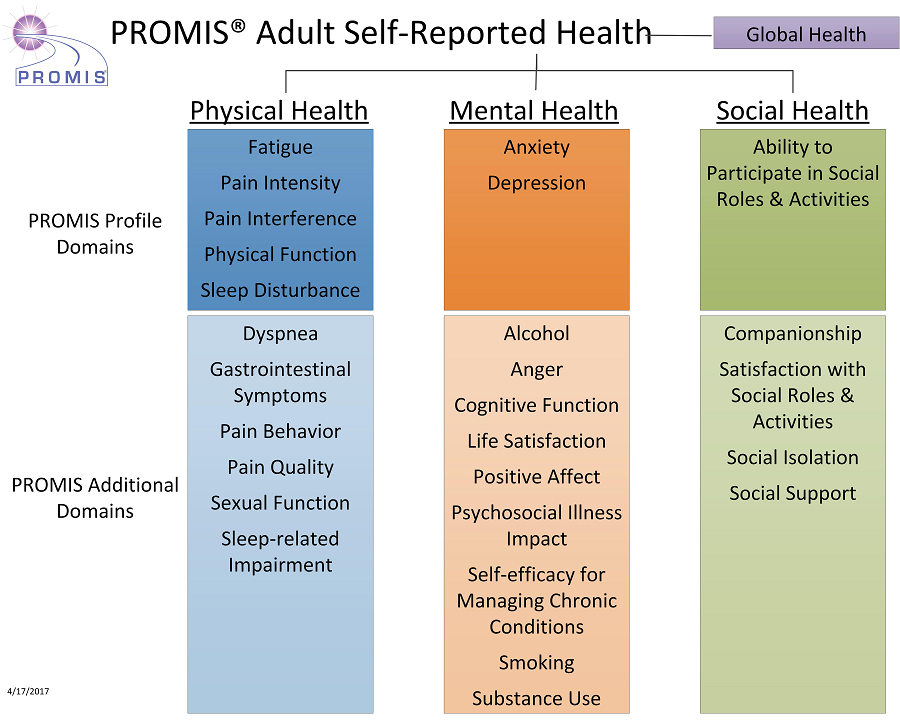 PROMIS® Adult Self-Reported Health
Global Health
PROMIS
Physical Health
Mental Health
Social Health
PROMIS Profile
Domains
Fatigue
Pain Intensity
Pain Interference
Physical Function
Sleep Disturbance
Anxiety
Depression
Ability to
Participate in Social
Roles & Activities
PROMIS Additional
Domains
Dyspnea
Gastrointestinal
Symptoms
Pain Behavior
Pain Quality
Sexual Function
Sleep-related
Impairment
Alcohol
Anger
Cognitive Function
Life Satisfaction
Positive Affect
Psychosocial Illness
Impact
Self-efficacy for
Managing Chronic
Conditions
Smoking
Substance Use
Companionship
Satisfaction with
Social Roles &
Activities
Social Isolation
Social Support
4/17/2017